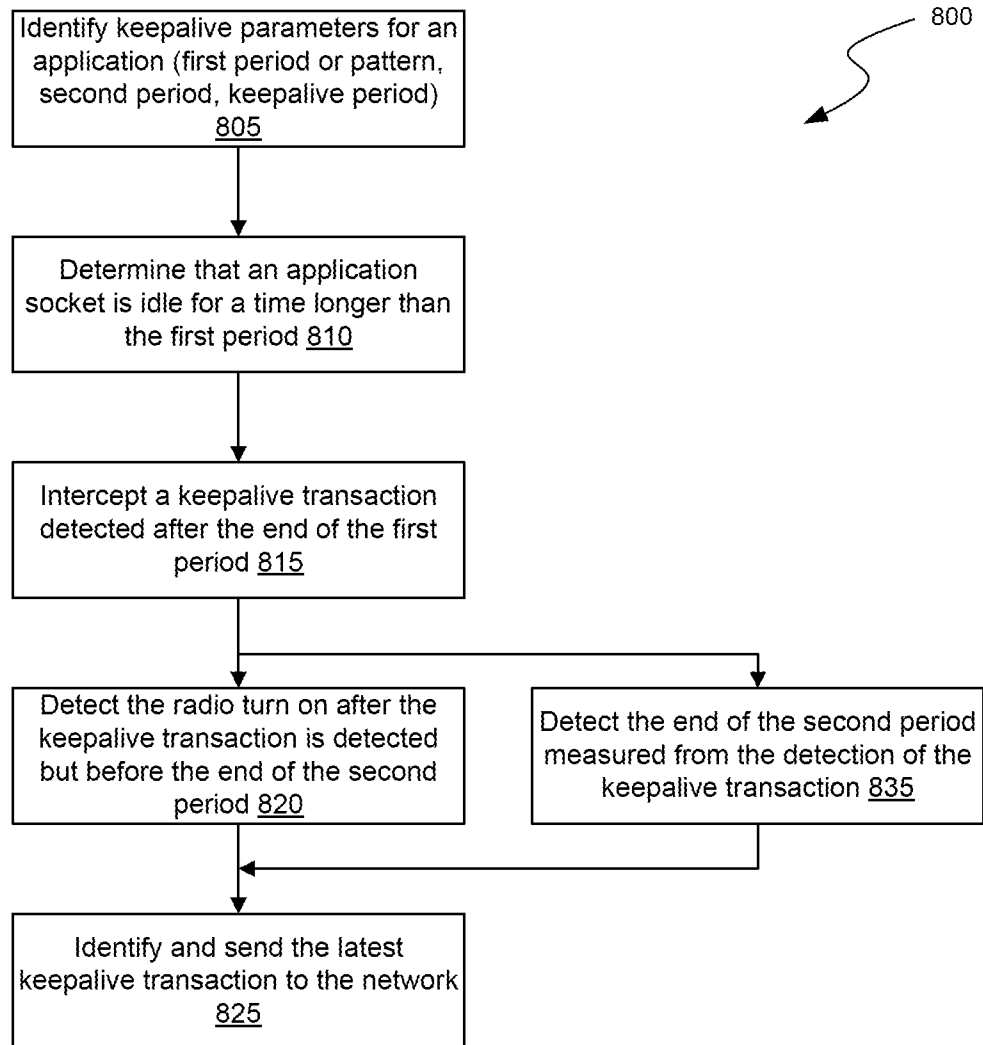 800
Identify keepalive parameters for an
application (first period or pattern,
second period, keepalive period)
805
Determine that an application
socket is idle for a time longer than
the first period 810
Intercept a keepalive transaction
detected after the end of the first
period 815
Detect the radio turn on after the
keepalive transaction is detected
but before the end of the second
period 820
Detect the end of the second period
measured from the detection of the
keepalive transaction 835
Identify and send the latest
keepalive transaction to the network
825